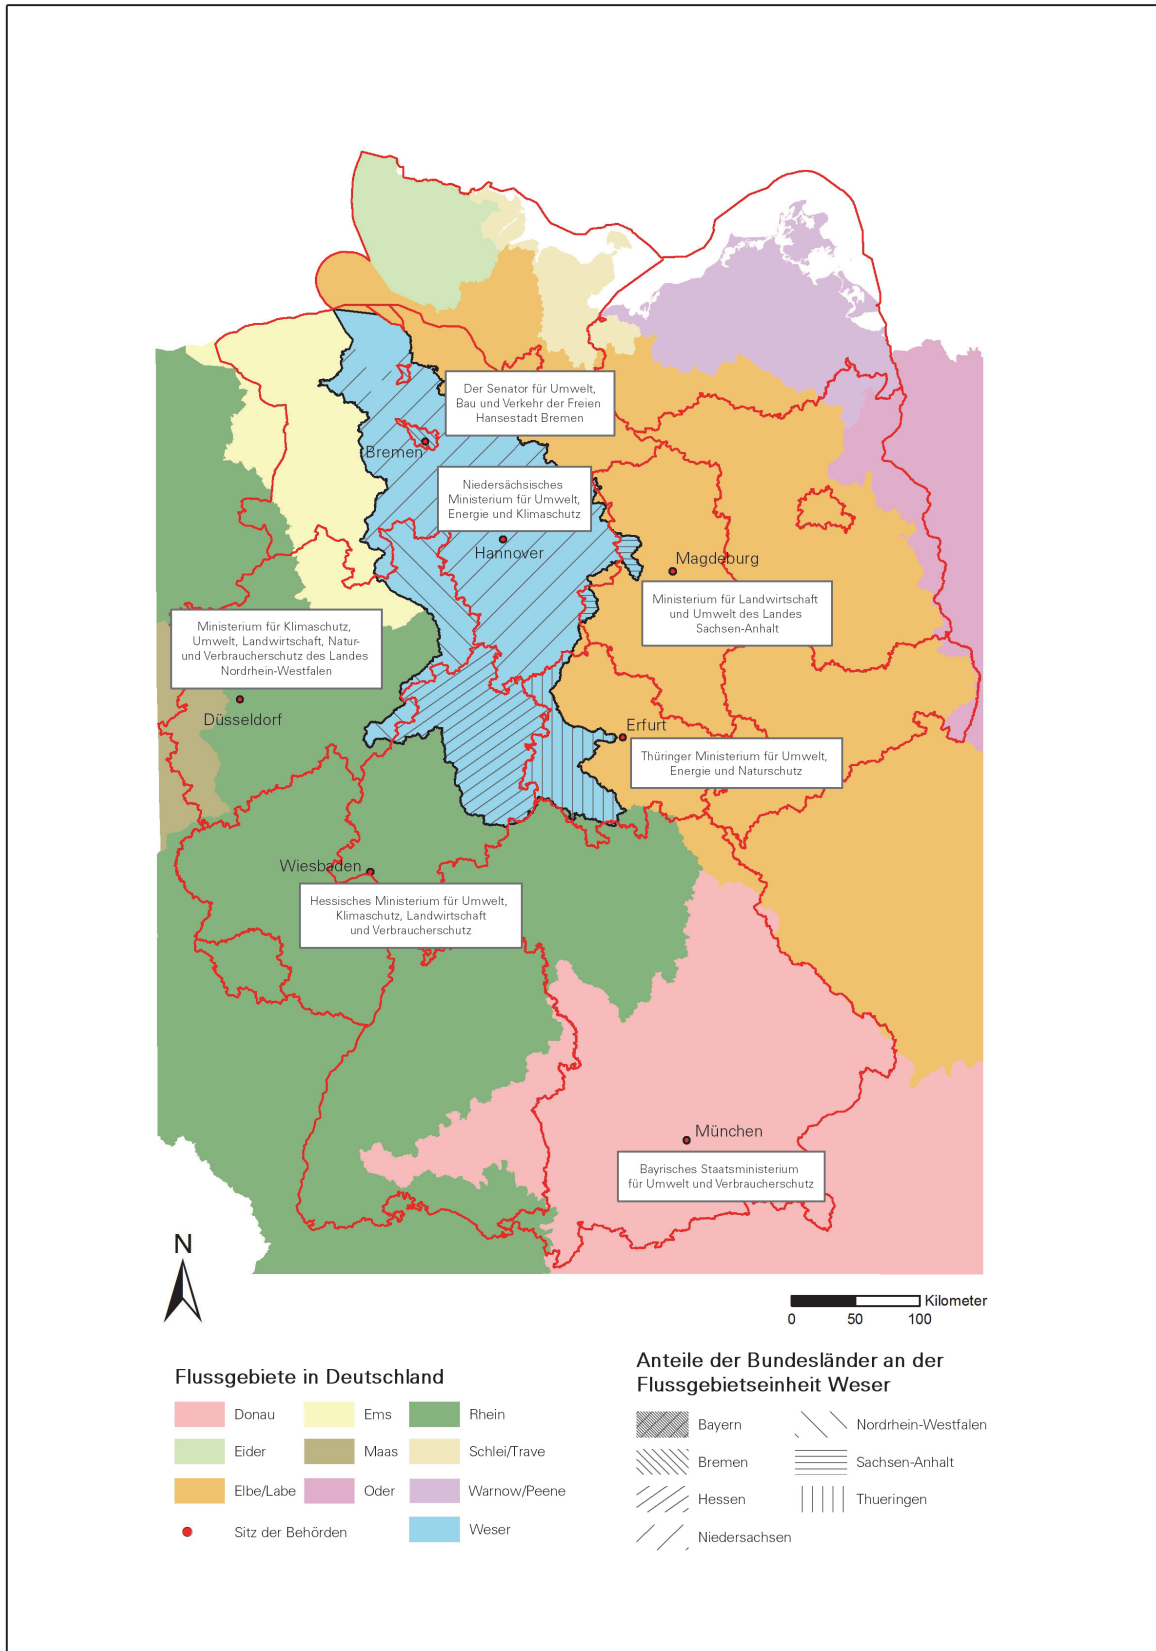 Der Senator für Umwelt,
Bau und Verkehr der Freien
Hansestadt Bremen
Bremen
Niedersächsisches
Ministerium für Umwelt,
Energie und Klimaschutz
Hannover
Magdeburg
Ministerium für Landwirtschaft
und Umwelt des Landes
Sachsen-Anhalt
Ministerium für Klimaschutz,
Umwelt, Landwirtschaft, Natur-
und Verbraucherschutz des Landes
Nordrhein-Westfalen
Düsseldorf
Erfurt
Thüringer Ministerium für Umwelt,
Energie und Naturschutz
Wiesbaden
Hessisches Ministerium für Umwelt,
Klimaschutz, Landwirtschaft
und Verbraucherschutz
München
Bayrisches Staatsministerium
für Umwelt und Verbraucherschutz
N
Kilometer
0 50 100
Flussgebiete in Deutschland
Donau Ems Rhein
Eider Maas Schlei/Trave
Elbe/Labe Oder Warnow/Peene
Sitz der Behörden Weser
Anteile der Bundesländer an der
Flussgebietseinheit Weser
Bayern Nordrhein-Westfalen
Bremen Sachsen-Anhalt
Hessen Thueringen
Niedersachsen